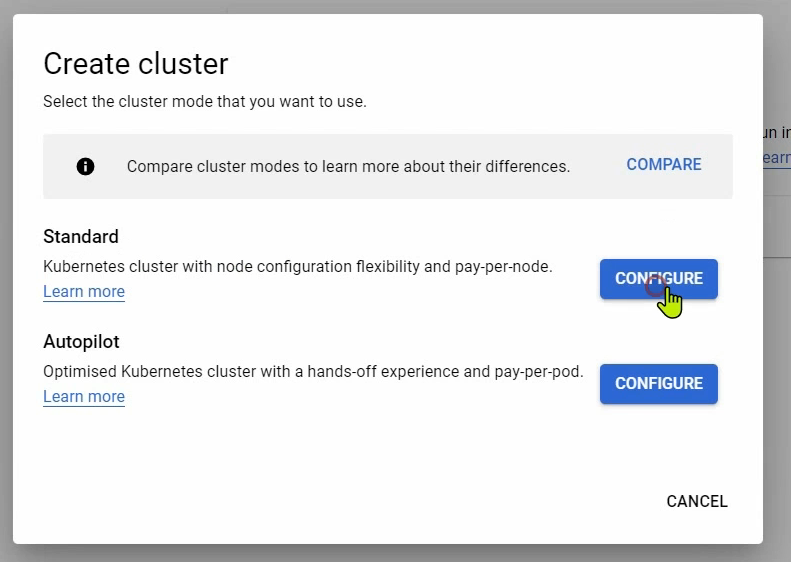 Create cluster
Select the cluster mode that you want to use.
Compare cluster modes to learn more about their differences.
COMPARE
Standard
Kubernetes cluster with node configuration flexibility and pay-per-node.
Learn more
CONFIGURE
Autopilot
Optimised Kubernetes cluster with a hands-off experience and pay-per-pod.
Learn more
CONFIGURE
CANCEL